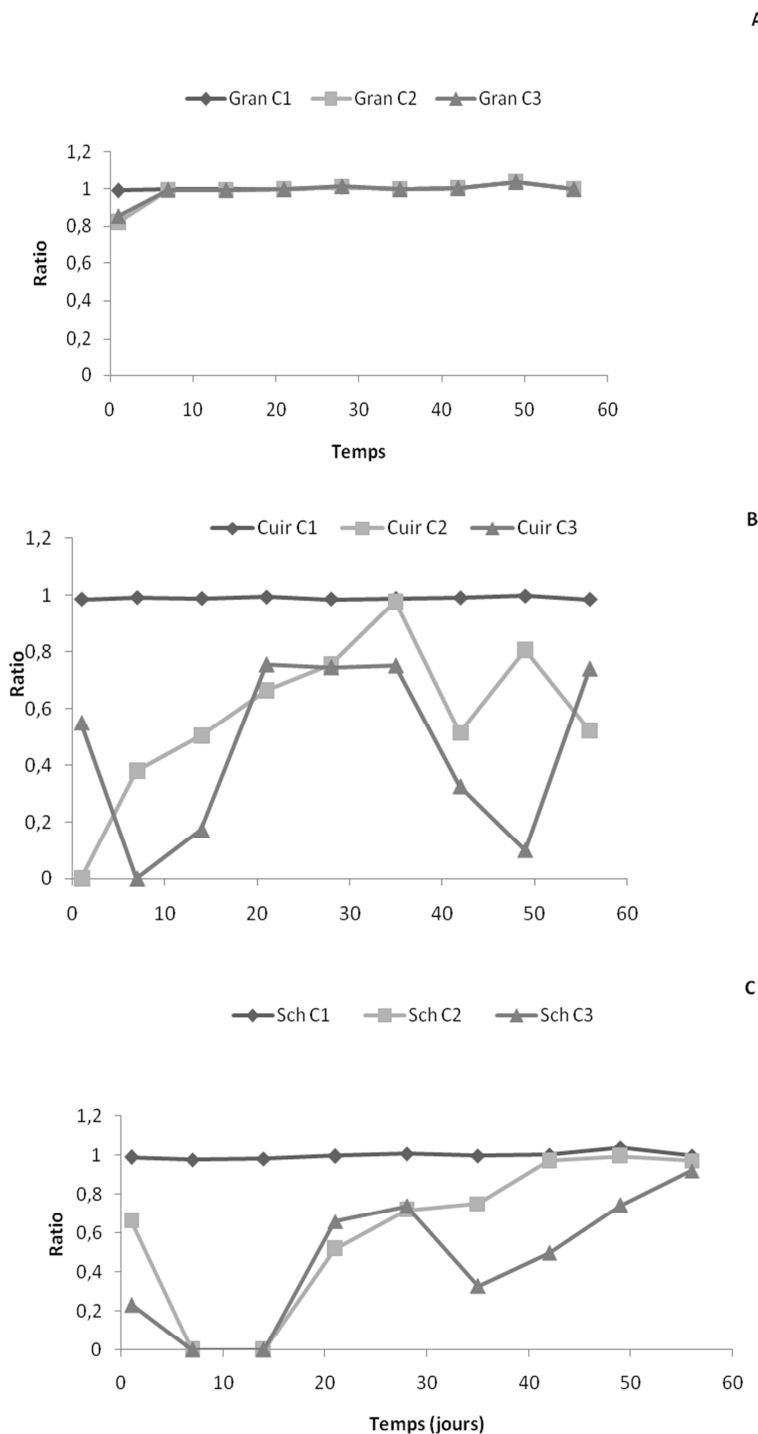 A
Gran C1 Gran C2 Gran C3
1,2
1
0,8
0,6
0,4
0,2
0
Ratio
0 10 20 30 40 50 60
Temps
B
Cuir C1 Cuir C2 Cuir C3
1,2
1
0,8
0,6
0,4
0,2
0
Ratio
0 10 20 30 40 50 60
C
Sch C1 Sch C2 Sch C3
1,2
1
0,8
0,6
0,4
0,2
0
Ratio
0 10 20 30 40 50 60
Temps (jours)